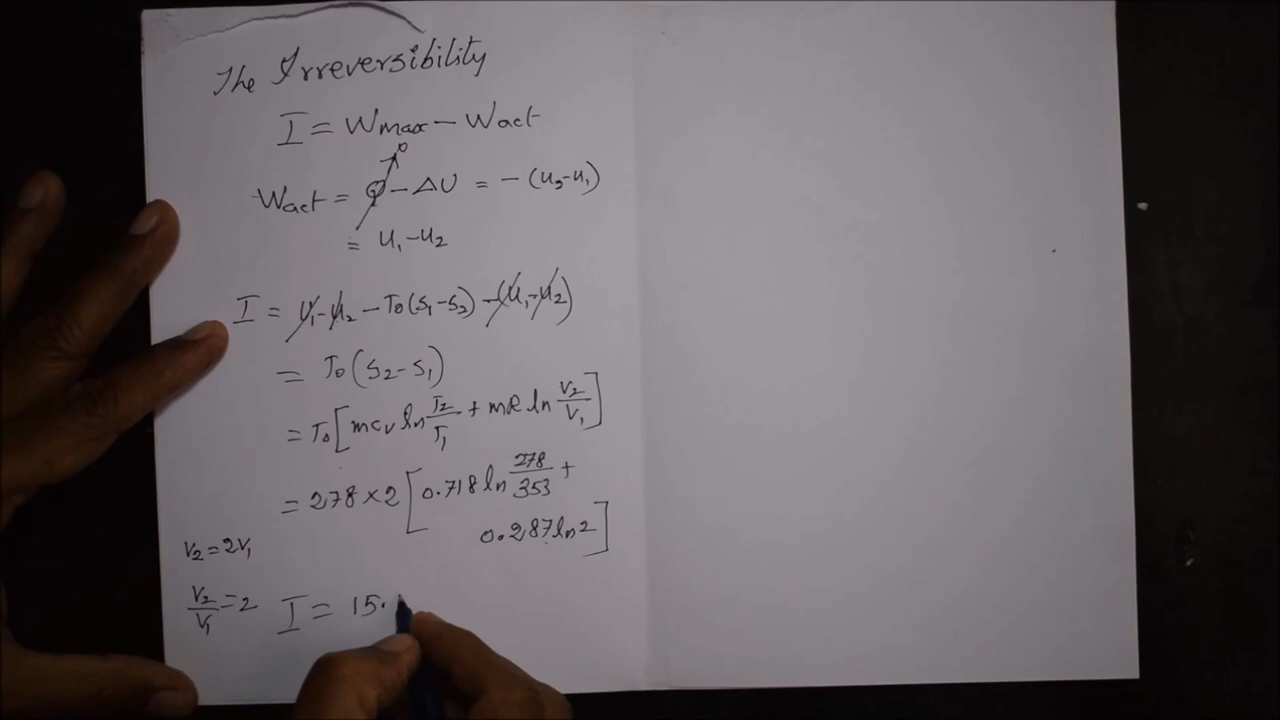 The Irreversibility
I = Wmax - Wact
Wact = Q - ΔU = - (U2-U1)
0
= U1-U2
I = U1-U2 - T0(S1-S2) - (U1-U2)
= T0(S2-S1)
= T0[mcv ln T2/T1 + mR ln V2/V1]
= 278 × 2 [0.718 ln 278/353 +
0.287 ln 2]
V2 = 2V1
V2/V1 = 2
I = 15.